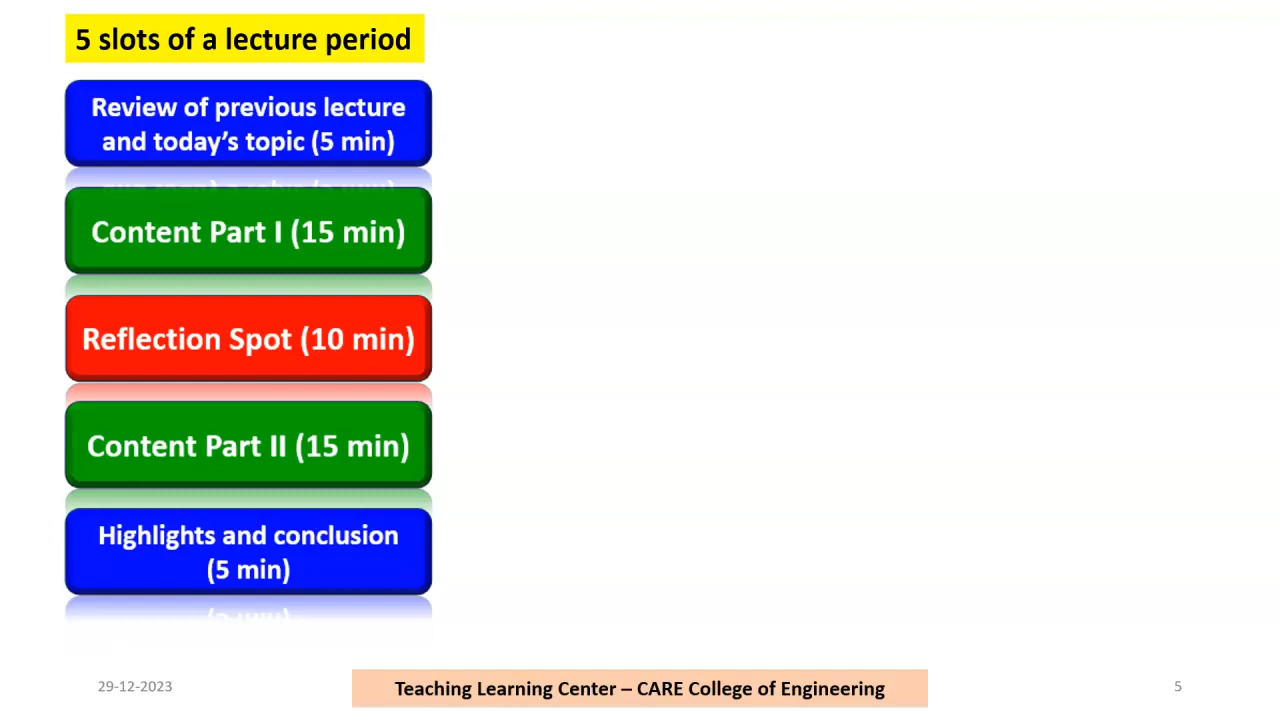 5 slots of a lecture period
Review of previous lecture
and today's topic (5 min)
Content Part I (15 min)
Reflection Spot (10 min)
Content Part II (15 min)
Highlights and conclusion
(5 min)
29-12-2023
Teaching Learning Center – CARE College of Engineering
5